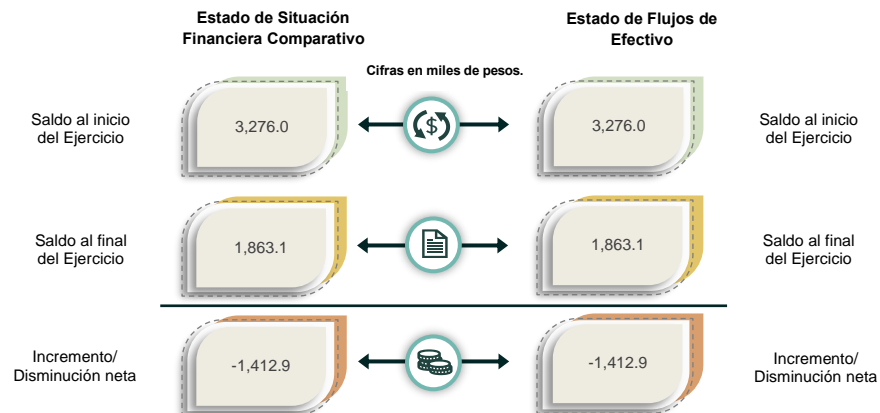 Estado de Situación
Financiera Comparativo
Estado de Flujos de
Efectivo
Cifras en miles de pesos.
Saldo al inicio
del Ejercicio
3,276.0
$
3,276.0
Saldo al inicio
del Ejercicio
Saldo al final
del Ejercicio
1,863.1
1,863.1
Saldo al final
del Ejercicio
Incremento/
Disminución neta
-1,412.9
-1,412.9
Incremento/
Disminución neta